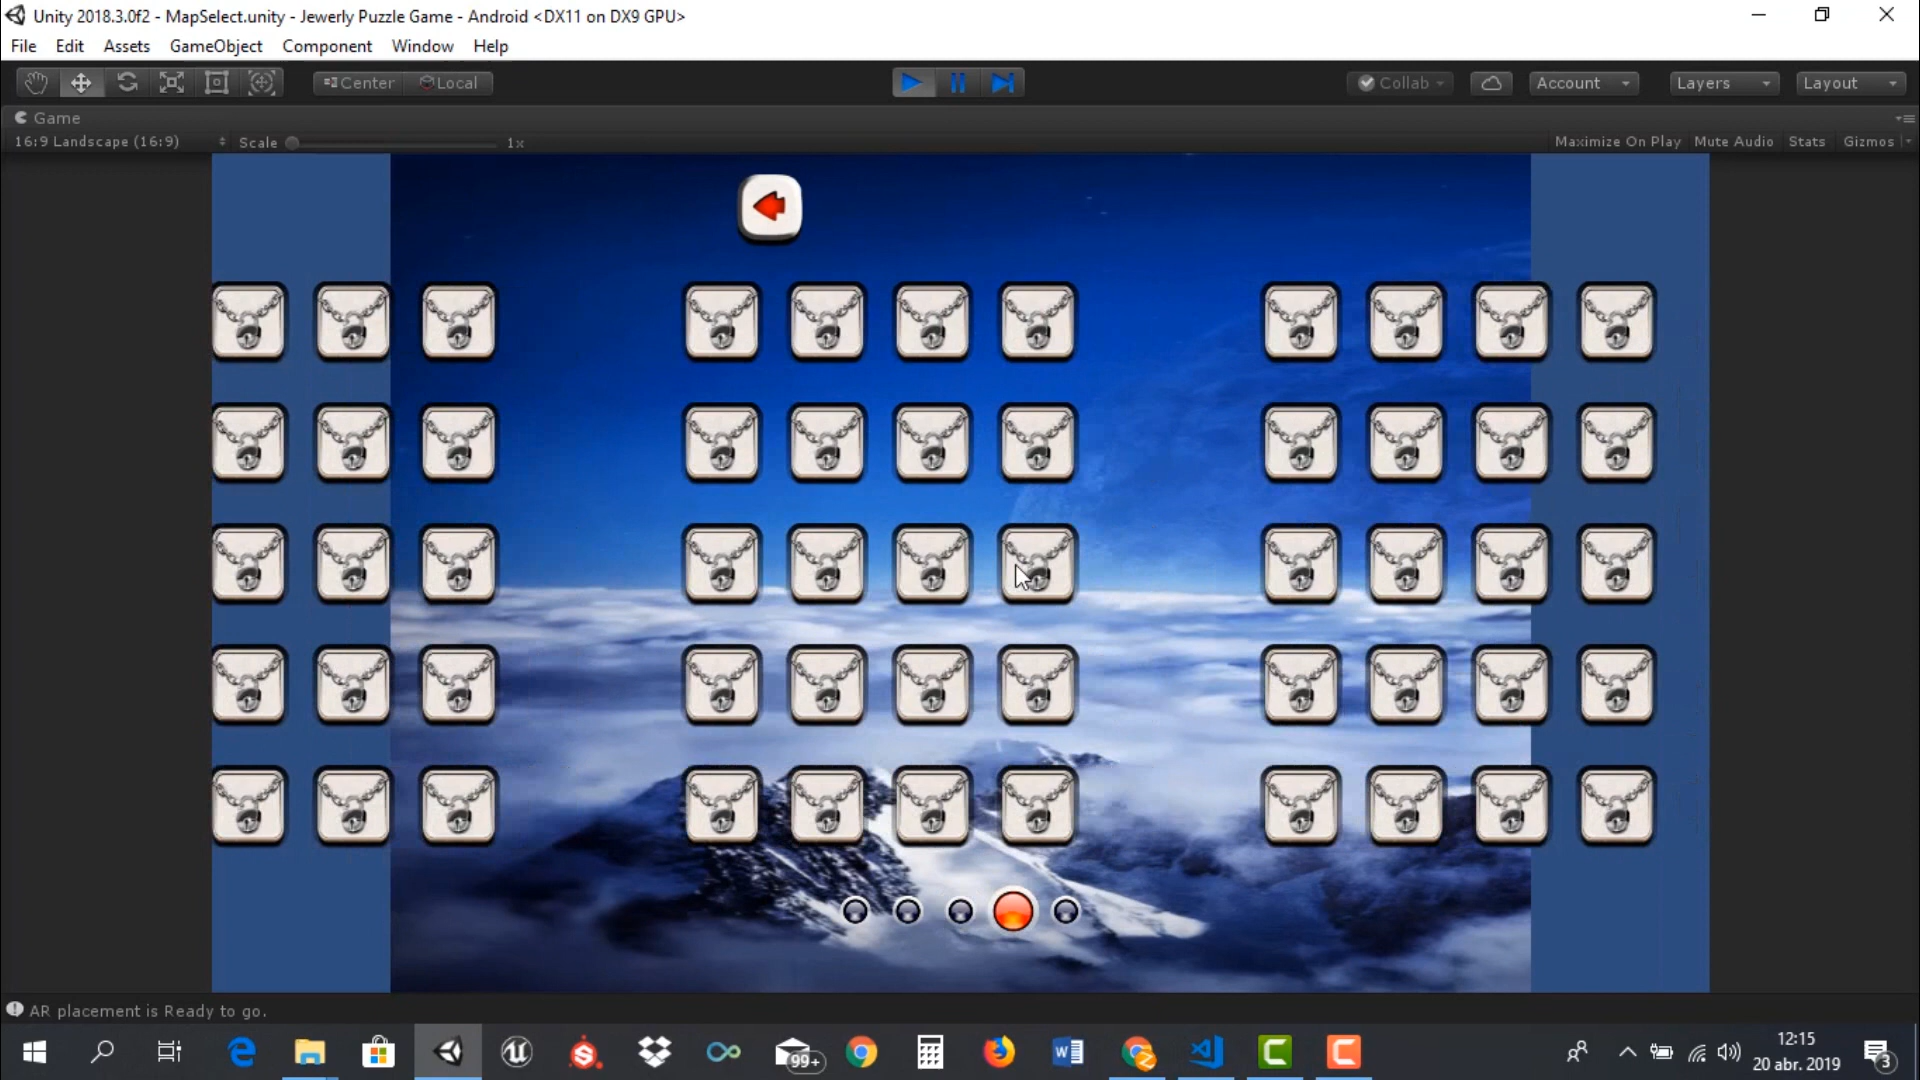 Unity 2018.3.0f2 - MapSelect.unity - Jewerly Puzzle Game - Android <DX11 on DX9 GPU>
File Edit Assets GameObject Component Window Help
Center Local Collab Account Layers Layout
Game
16:9 Landscape (16:9) Scale 1x Maximize On Play Mute Audio Stats Gizmos
AR placement is Ready to go.
99+
12:15
20 abr. 2019
3